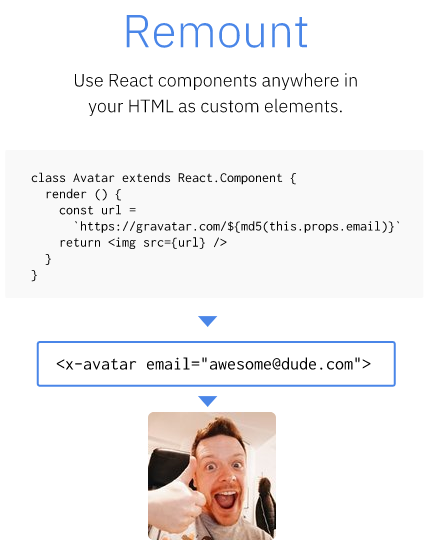 Remount
Use React components anywhere in
your HTML as custom elements.
class Avatar extends React.Component {
  render () {
    const url =
      `https://gravatar.com/${md5(this.props.email)}`
    return <img src={url} />
  }
}
<x-avatar email="awesome@dude.com">